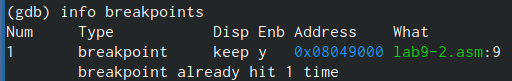 (gdb) info breakpoints
Num     Type           Disp Enb Address    What
1       breakpoint     keep y   0x08049000 lab9-2.asm:9
        breakpoint already hit 1 time